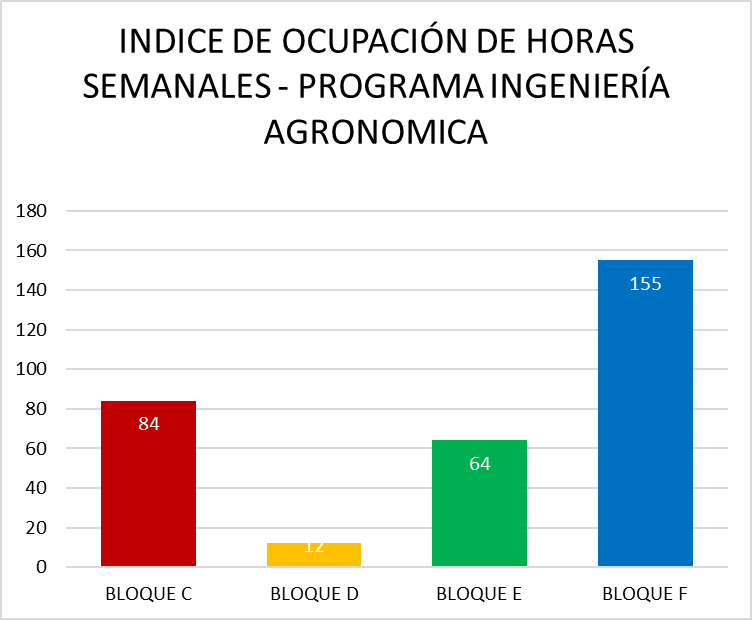 INDICE DE OCUPACIÓN DE HORAS
SEMANALES - PROGRAMA INGENIERÍA
AGRONOMICA
180
160
140
120
100
80
60
40
20
0
84
12
64
155
BLOQUE C
BLOQUE D
BLOQUE E
BLOQUE F